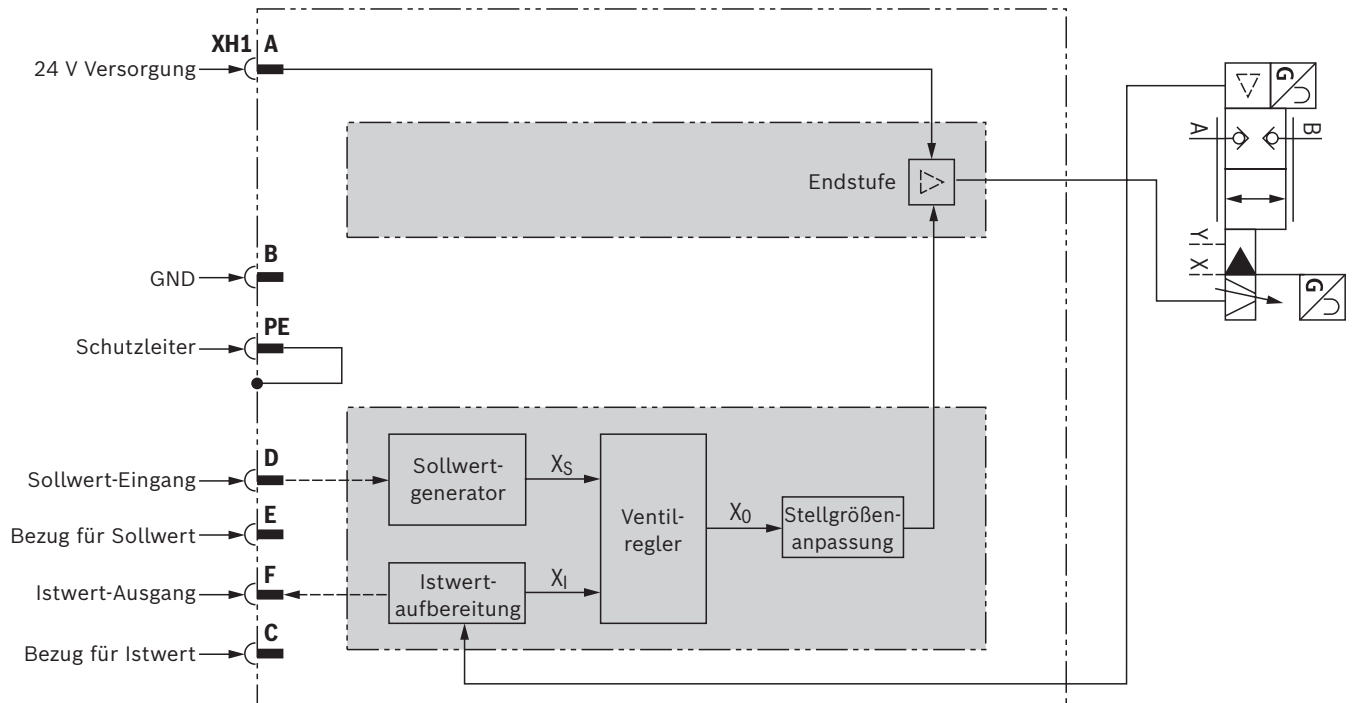 XH1 A
24 V Versorgung
Endstufe
B
GND
PE
Schutzleiter
D
Sollwert-Eingang
E
Bezug für Sollwert
F
Istwert-Ausgang
C
Bezug für Istwert
Sollwert-
generator
XS
Istwert-
aufbereitung
XI
Ventil-
regler
X0
Stellgrößen-
anpassung
G
U
A
B
Y
X
G
U